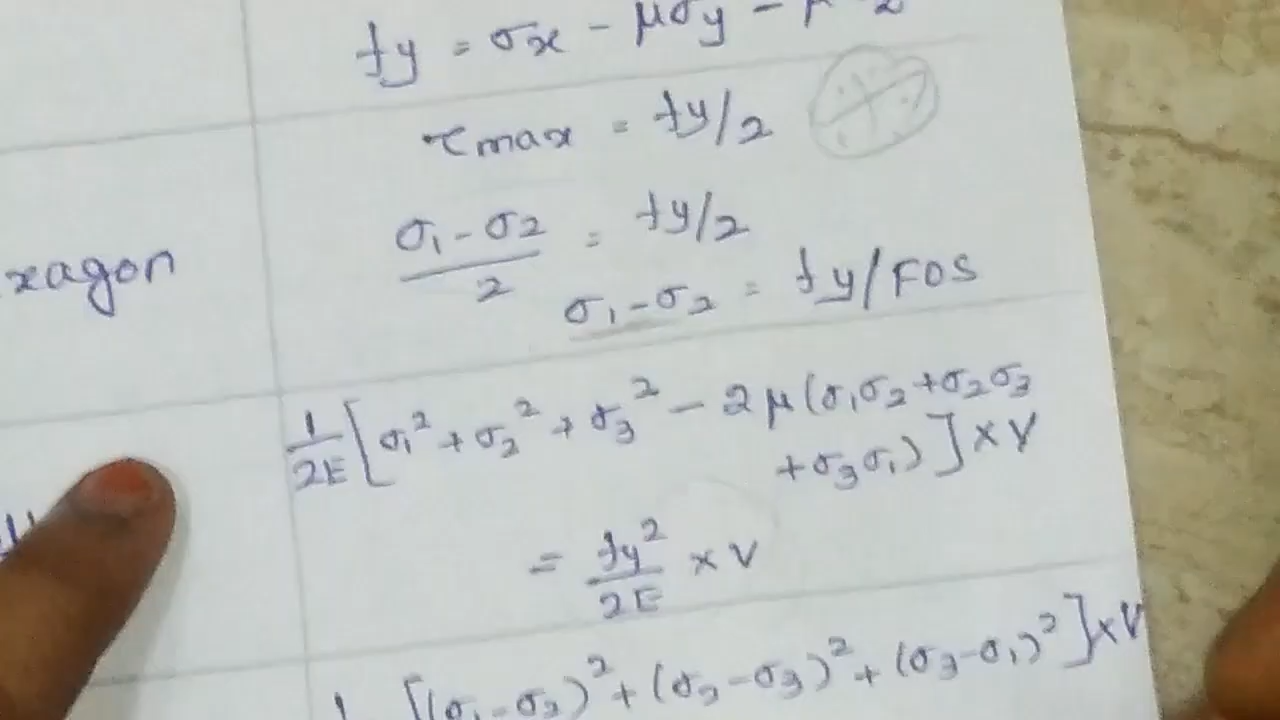 fy = σx - μσy - μ
τmax = fy/2
σ1-σ2/2 = fy/2
xagon
σ1-σ2 = fy/FOS
1/2E [σ1² + σ2² + σ3² - 2μ(σ1σ2+σ2σ3
+σ3σ1)] x V
= fy²/2E x V
[(σ1-σ2)² + (σ2-σ3)² + (σ3-σ1)²] x V